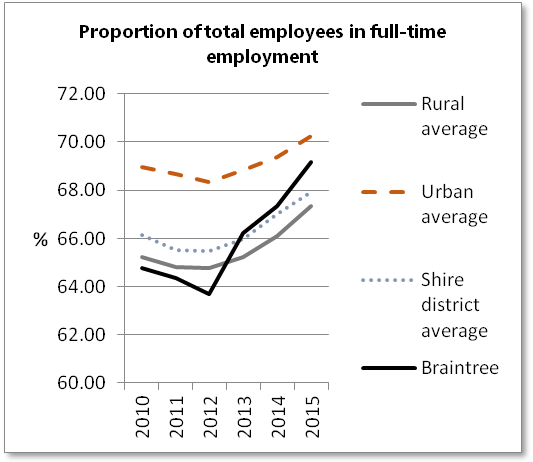 Proportion of total employees in full-time
employment
72.00
70.00
68.00
66.00
64.00
62.00
60.00
%
2010
2011
2012
2013
2014
2015
Rural
average
Urban
average
Shire
district
average
Braintree